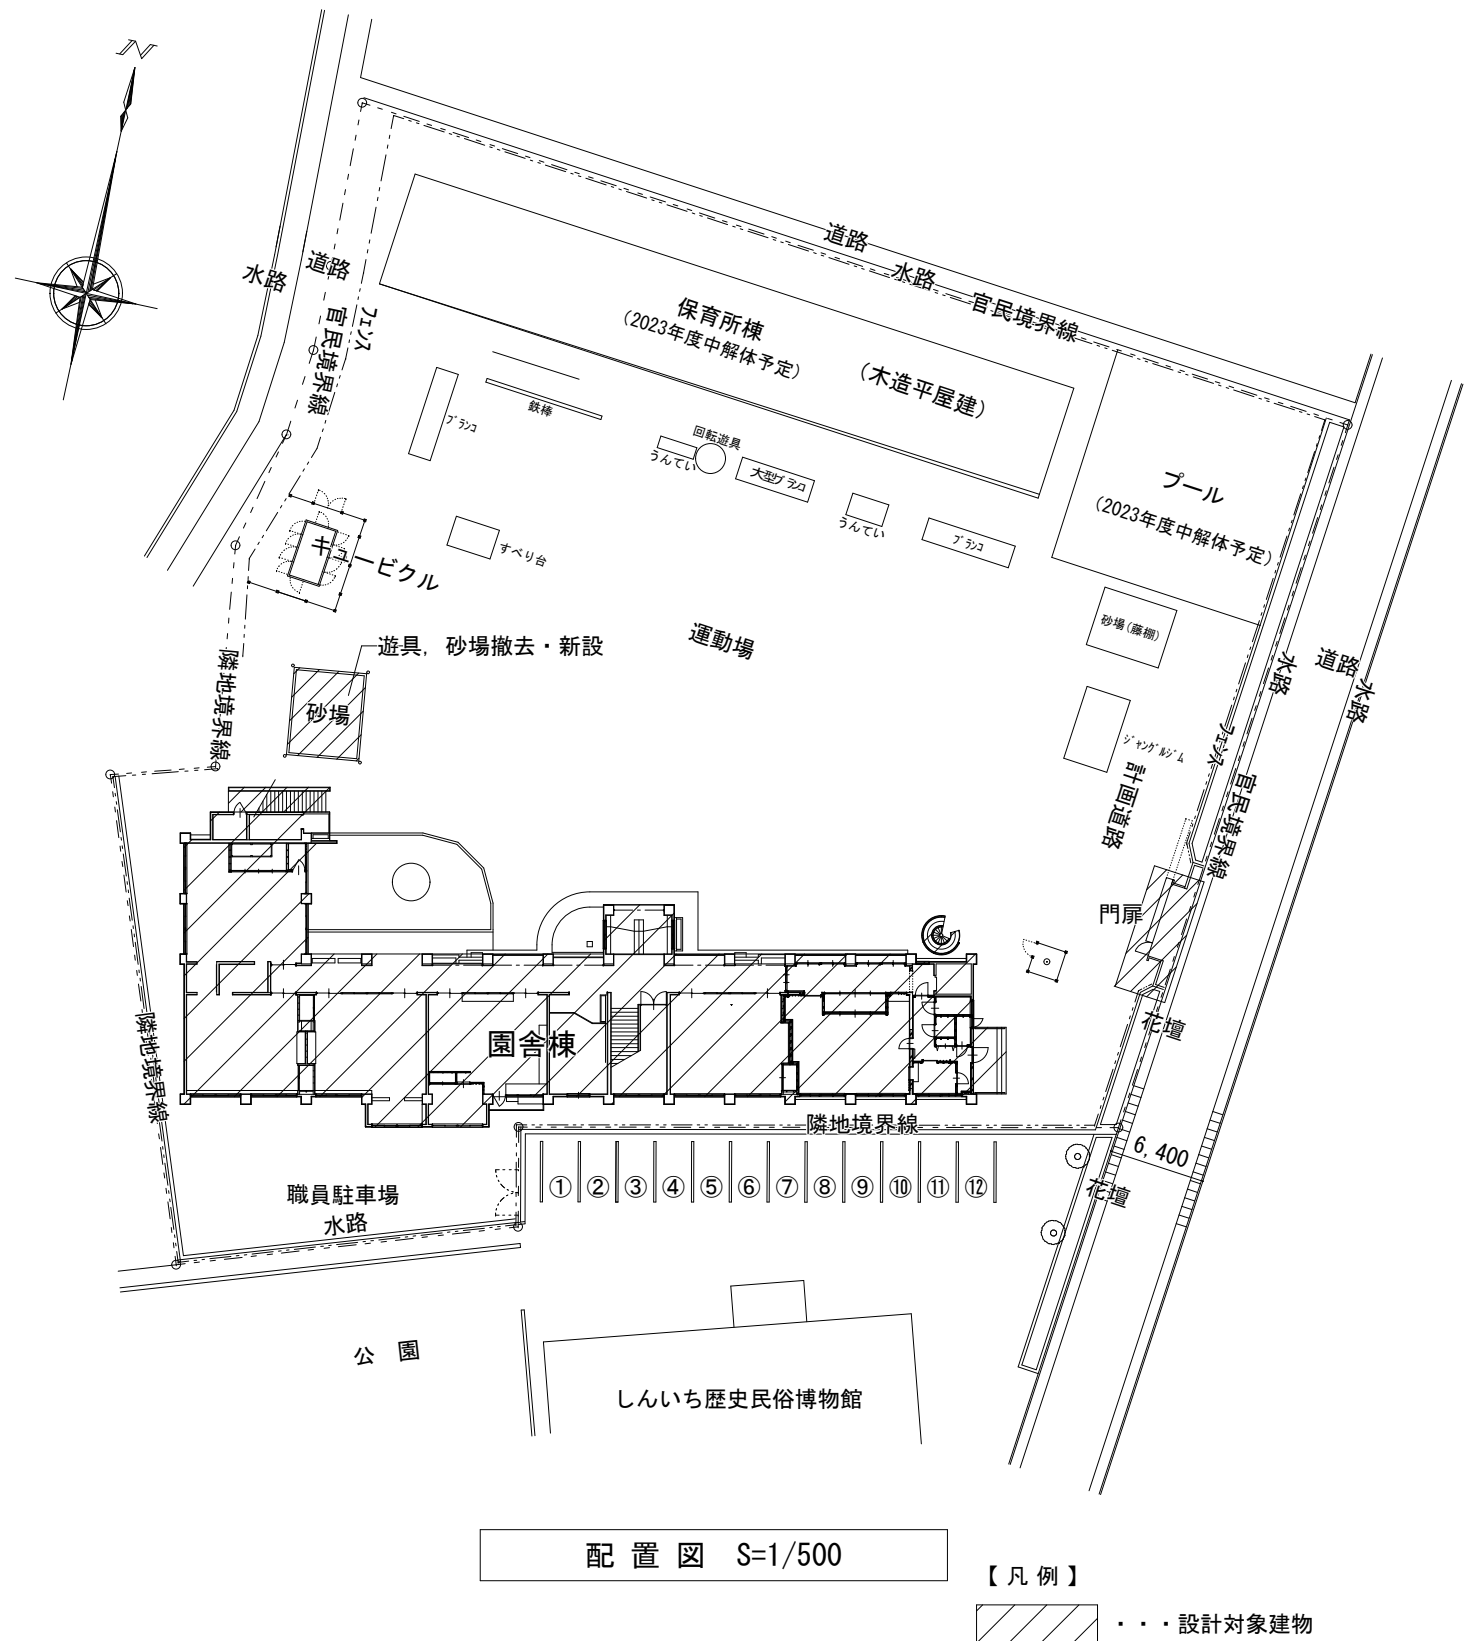 N
道路
水路
官民境界線
水路
道路
官民境界線
フェンス
保育所棟
(2023年度中解体予定)
(木造平屋建)
ブランコ
鉄棒
回転遊具
うんてい
大型ブランコ
うんてい
ブランコ
プール
(2023年度中解体予定)
すべり台
キュービクル
砂場(藤棚)
運動場
遊具, 砂場撤去・新設
砂場
隣地境界線
水路
道路
水路
フェンス
ジャングルジム
計画道路
官民境界線
門扉
花壇
園舎棟
隣地境界線
隣地境界線
6,400
花壇
① ② ③ ④ ⑤ ⑥ ⑦ ⑧ ⑨ ⑩ ⑪ ⑫
職員駐車場
水路
公 園
しんいち歴史民俗博物館
配 置 図 S=1/500
【 凡 例 】
・・・設計対象建物